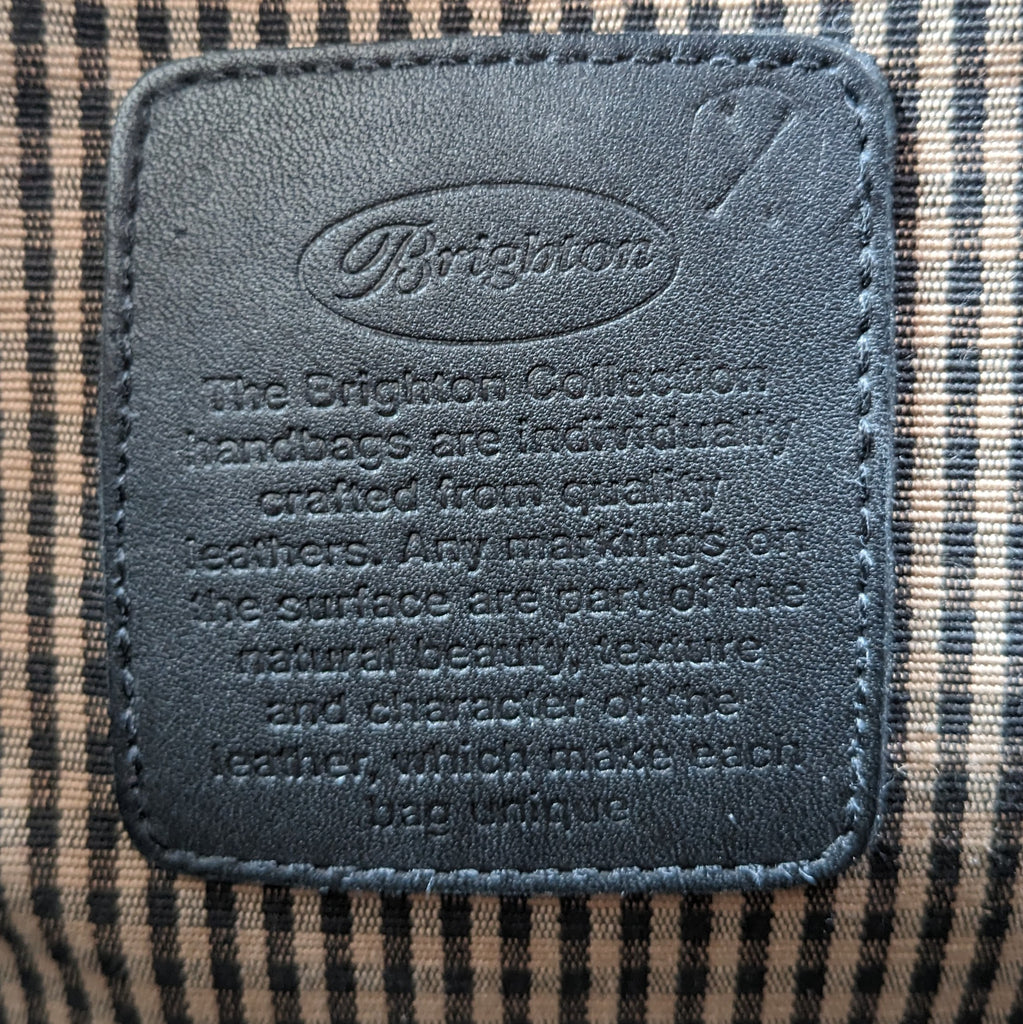 Brighton
The Brighton Collection
handbags are individually
crafted from quality
leathers. Any markings on
the surface are part of the
natural beauty, texture
and character of the
leather, which make each
bag unique